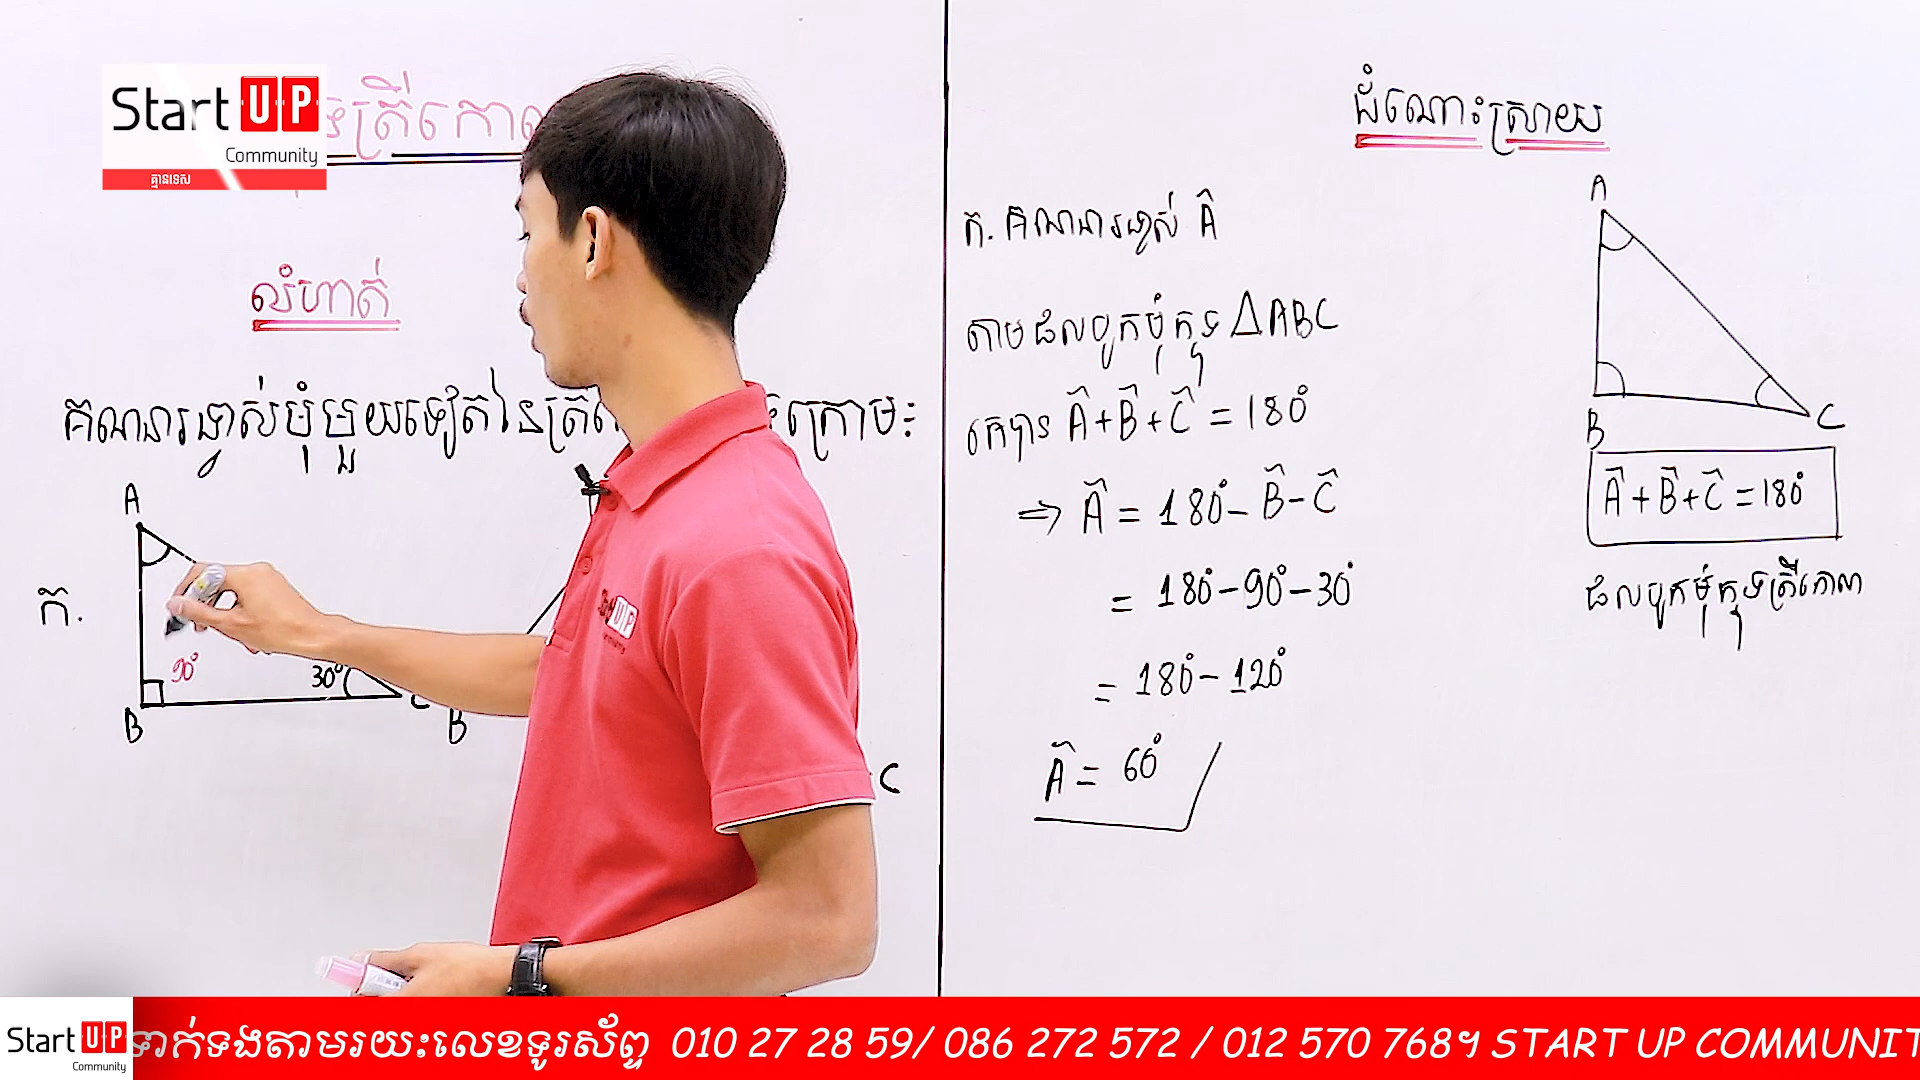 Start UP
Community
គ្មានទេស
លំហាត់
គណនារង្វាស់មុំមួយទៀតនៃ
ក្រោម:
ក.
A
90°
30°
B
C
B
C
ដំណោះស្រាយ
ក. គណនារង្វាស់ Â
តាមផលបូកមុំក្នុង △ABC
គេបាន Â + B̂ + Ĉ = 180°
⇒ Â = 180° - B̂ - Ĉ
= 180° - 90° - 30°
= 180° - 120°
Â = 60°
A
B
C
Â + B̂ + Ĉ = 180°
ផលបូកមុំក្នុងត្រីកោណ
Start UP
Community
ទាក់ទងតាមរយៈលេខទូរស័ព្ទ 010 27 28 59/ 086 272 572 / 012 570 768។ START UP COMMUNIT